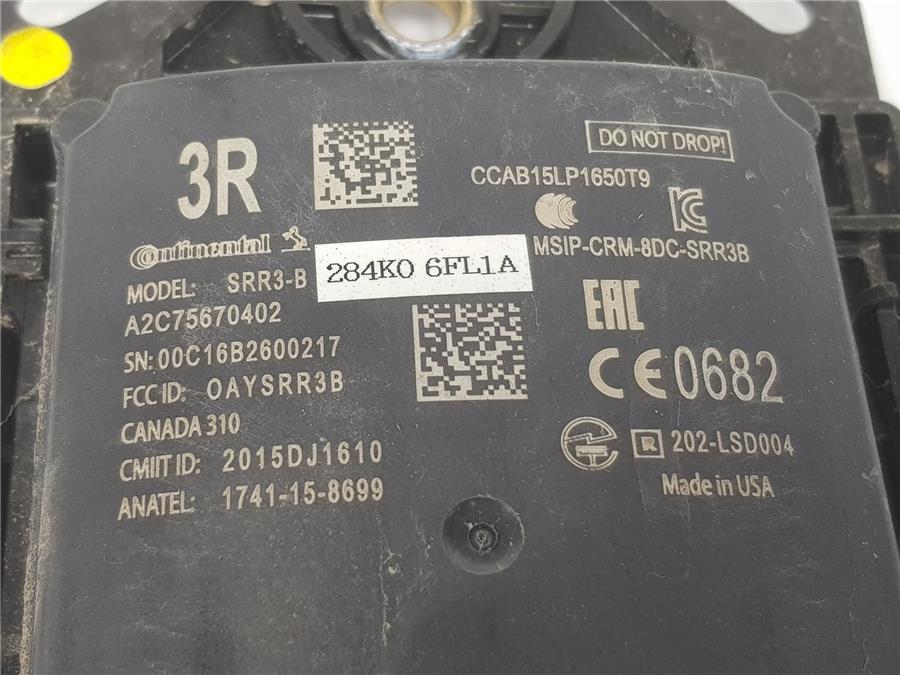 3R
DO NOT DROP!
CCAB15LP1650T9
Continental
284K0 6FL1A
MSIP-CRM-8DC-SRR3B
MODEL: SRR3-B
A2C75670402
SN: 00C16B2600217
FCC ID: OAYSRR3B
CANADA 310
CMIIT ID: 2015DJ1610
ANATEL: 1741-15-8699
EAC
CE 0682
R 202-LSD004
Made in USA